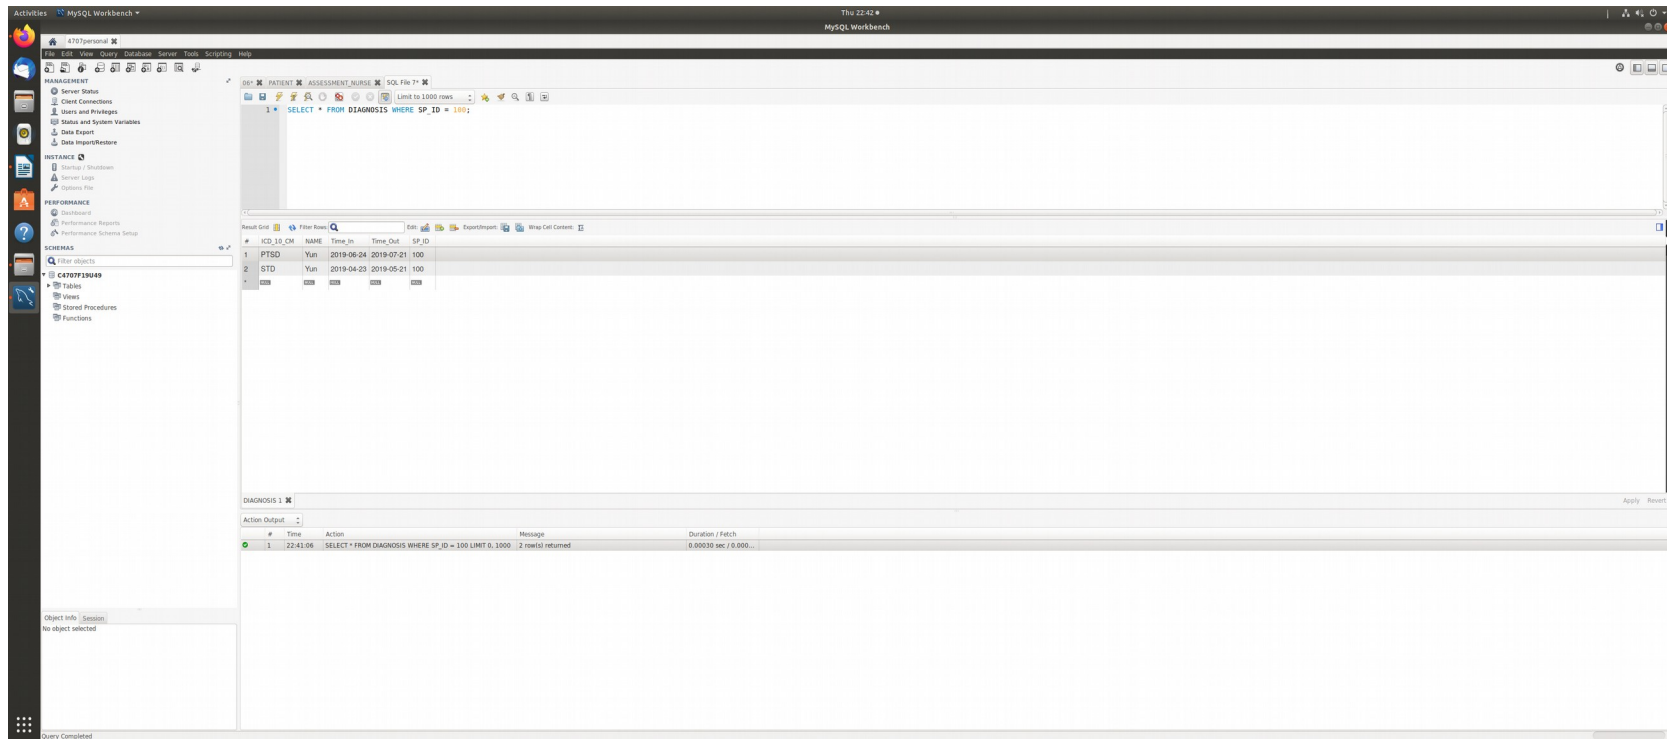 Activities MySQL Workbench Thu 22:42
MySQL Workbench
4707personal
File Edit View Query Database Server Tools Scripting Help
MANAGEMENT
Server Status
Client Connections
Users and Privileges
Status and System Variables
Data Export
Data Import/Restore
INSTANCE
Startup / Shutdown
Server Logs
Options File
PERFORMANCE
Dashboard
Performance Reports
Performance Schema Setup
SCHEMAS
Filter objects
C4707F19U49
Tables
Views
Stored Procedures
Functions
Object Info Session
No object selected
06* PATIENT ASSESSMENT_NURSE SQL File 7*
Limit to 1000 rows
1 SELECT * FROM DIAGNOSIS WHERE SP_ID = 100;
Result Grid Filter Rows: Edit: Export/Import: Wrap Cell Content:
# ICD_10_CM NAME Time_In Time_Out SP_ID
1 PTSD Yun 2019-06-24 2019-07-21 100
2 STD Yun 2019-04-23 2019-05-21 100
* NULL NULL NULL NULL NULL
DIAGNOSIS 1 Apply Revert
Action Output
# Time Action Message Duration / Fetch
1 22:41:06 SELECT * FROM DIAGNOSIS WHERE SP_ID = 100 LIMIT 0, 1000 2 row(s) returned 0.00030 sec / 0.000...
Query Completed